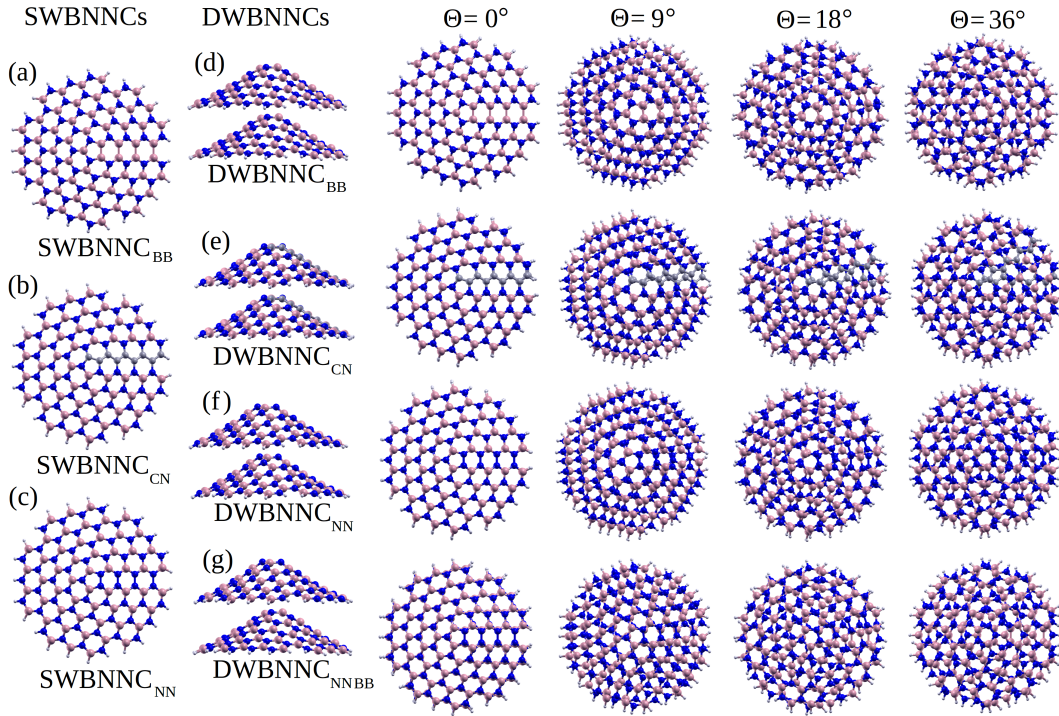 SWBNNCs DWBNNCs Θ= 0° Θ= 9° Θ= 18° Θ= 36°
(a) (d)
DWBNNC_BB
SWBNNC_BB
(b) (e)
DWBNNC_CN
SWBNNC_CN
(c) (f)
DWBNNC_NN
(g)
SWBNNC_NN DWBNNC_NNBB